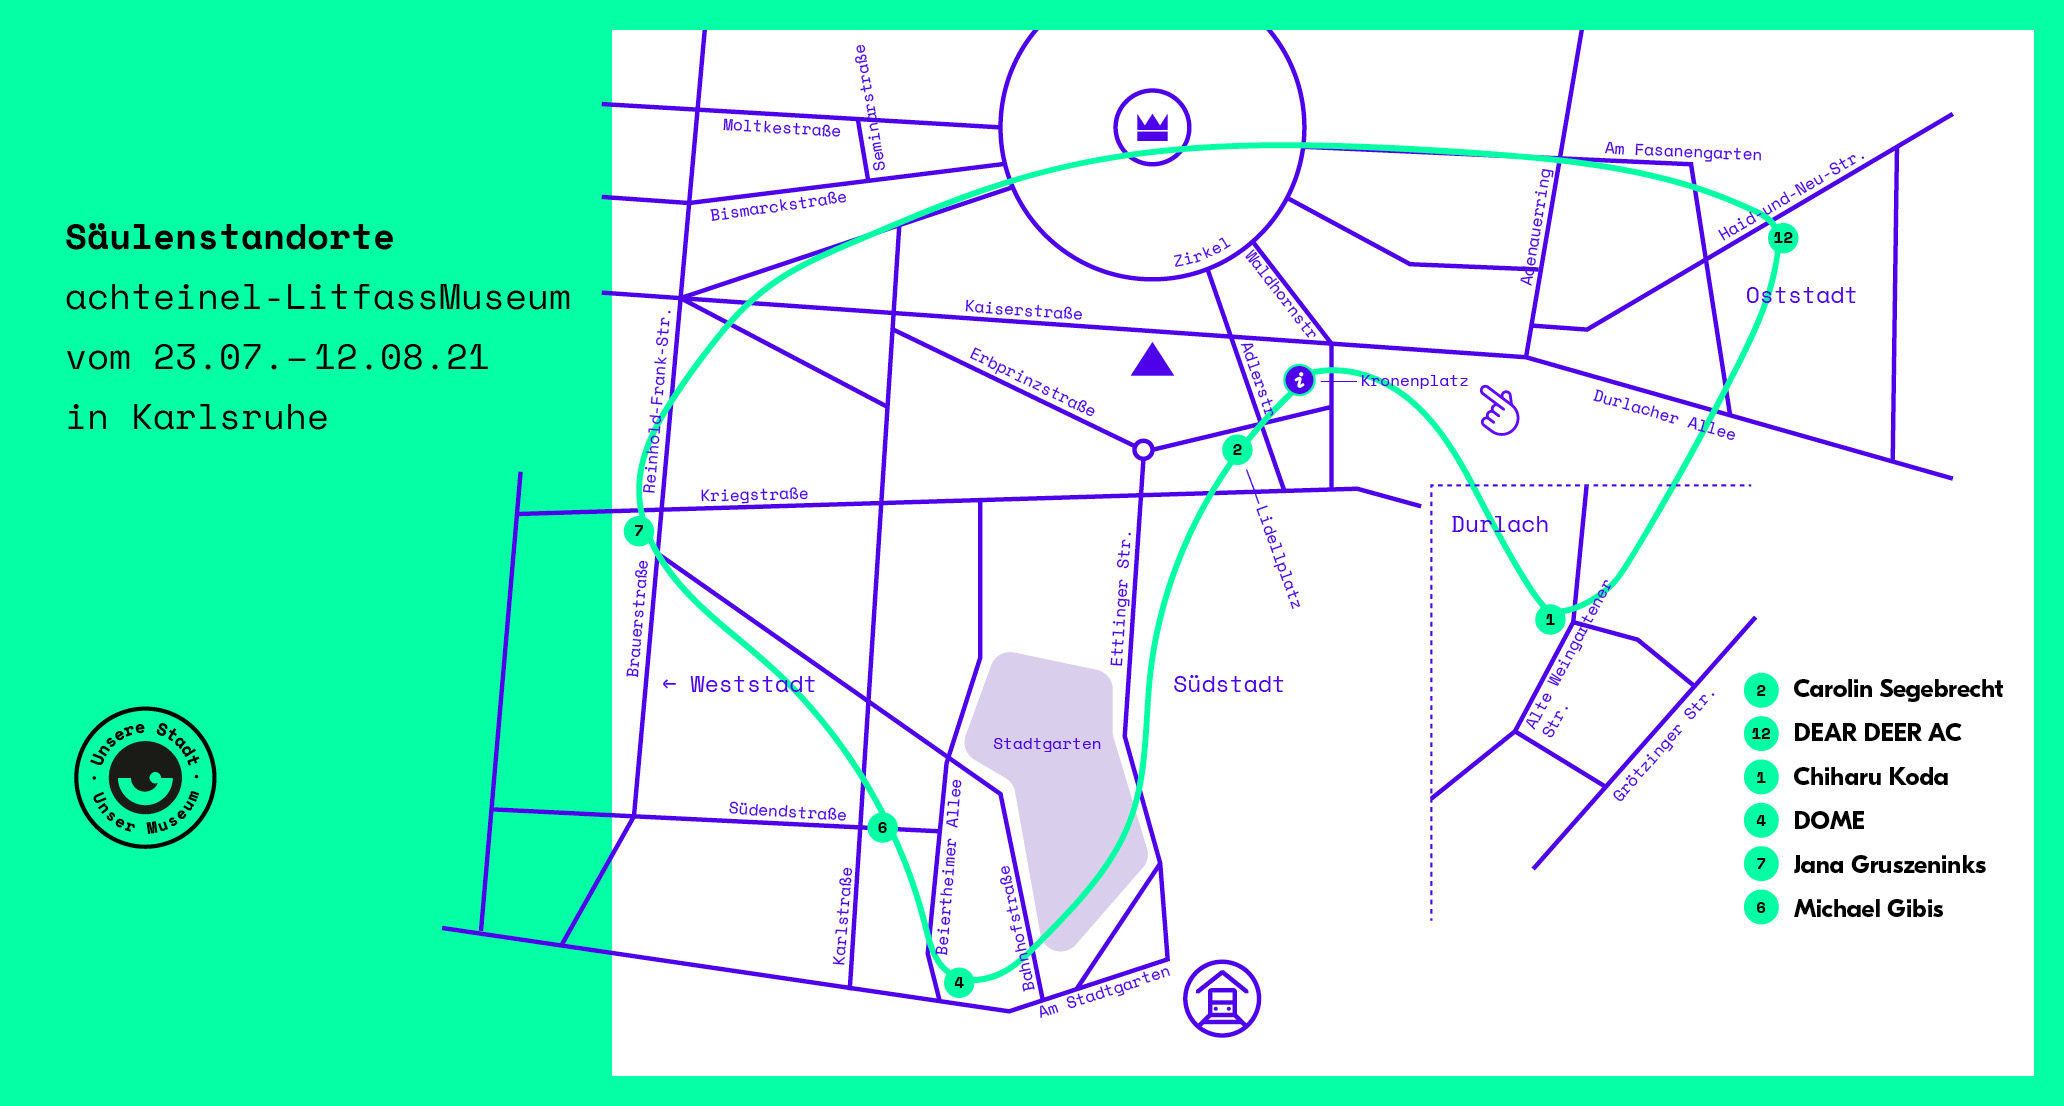 Säulenstandorte
achteinel-LitfassMuseum
vom 23.07.–12.08.21
in Karlsruhe
· Unsere Stadt ·
Unser Museum
Moltkestraße
Seminarstraße
Bismarckstraße
Am Fasanengarten
Haid-und-Neu-Str.
Adenauerring
Zirkel
Waldhornstr.
12
Oststadt
Kaiserstraße
Reinhold-Frank-Str.
Erbprinzstraße
Adlerstr.
i
Kronenplatz
Durlacher Allee
2
Kriegstraße
7
Lidellplatz
Durlach
Ettlinger Str.
Brauerstraße
1
Alte Weingartener
Str.
Grötzinger Str.
← Weststadt
Südstadt
Stadtgarten
Südendstraße
6
Beiertheimer Allee
Karlstraße
Bahnhofstraße
4
Am Stadtgarten
2 Carolin Segebrecht
12 DEAR DEER AC
1 Chiharu Koda
4 DOME
7 Jana Gruszeninks
6 Michael Gibis